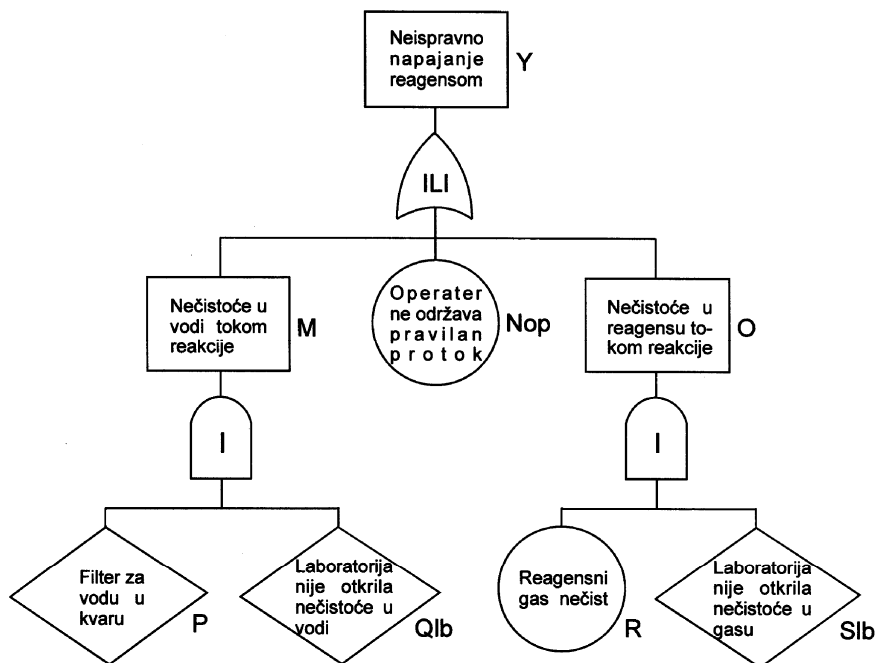 Neispravno
napajanje
reagensom
Y
ILI
Nečistoće u
vodi tokom
reakcije
M
Operater
ne održava
pravilan
protok
Nop
Nečistoće u
reagensu to-
kom reakcije
O
I
I
Filter za
vodu u
kvaru
P
Laboratorija
nije otkrila
nečistoće u
vodi
Qlb
Reagensni
gas nečist
R
Laboratorija
nije otkrila
nečistoće u
gasu
Slb